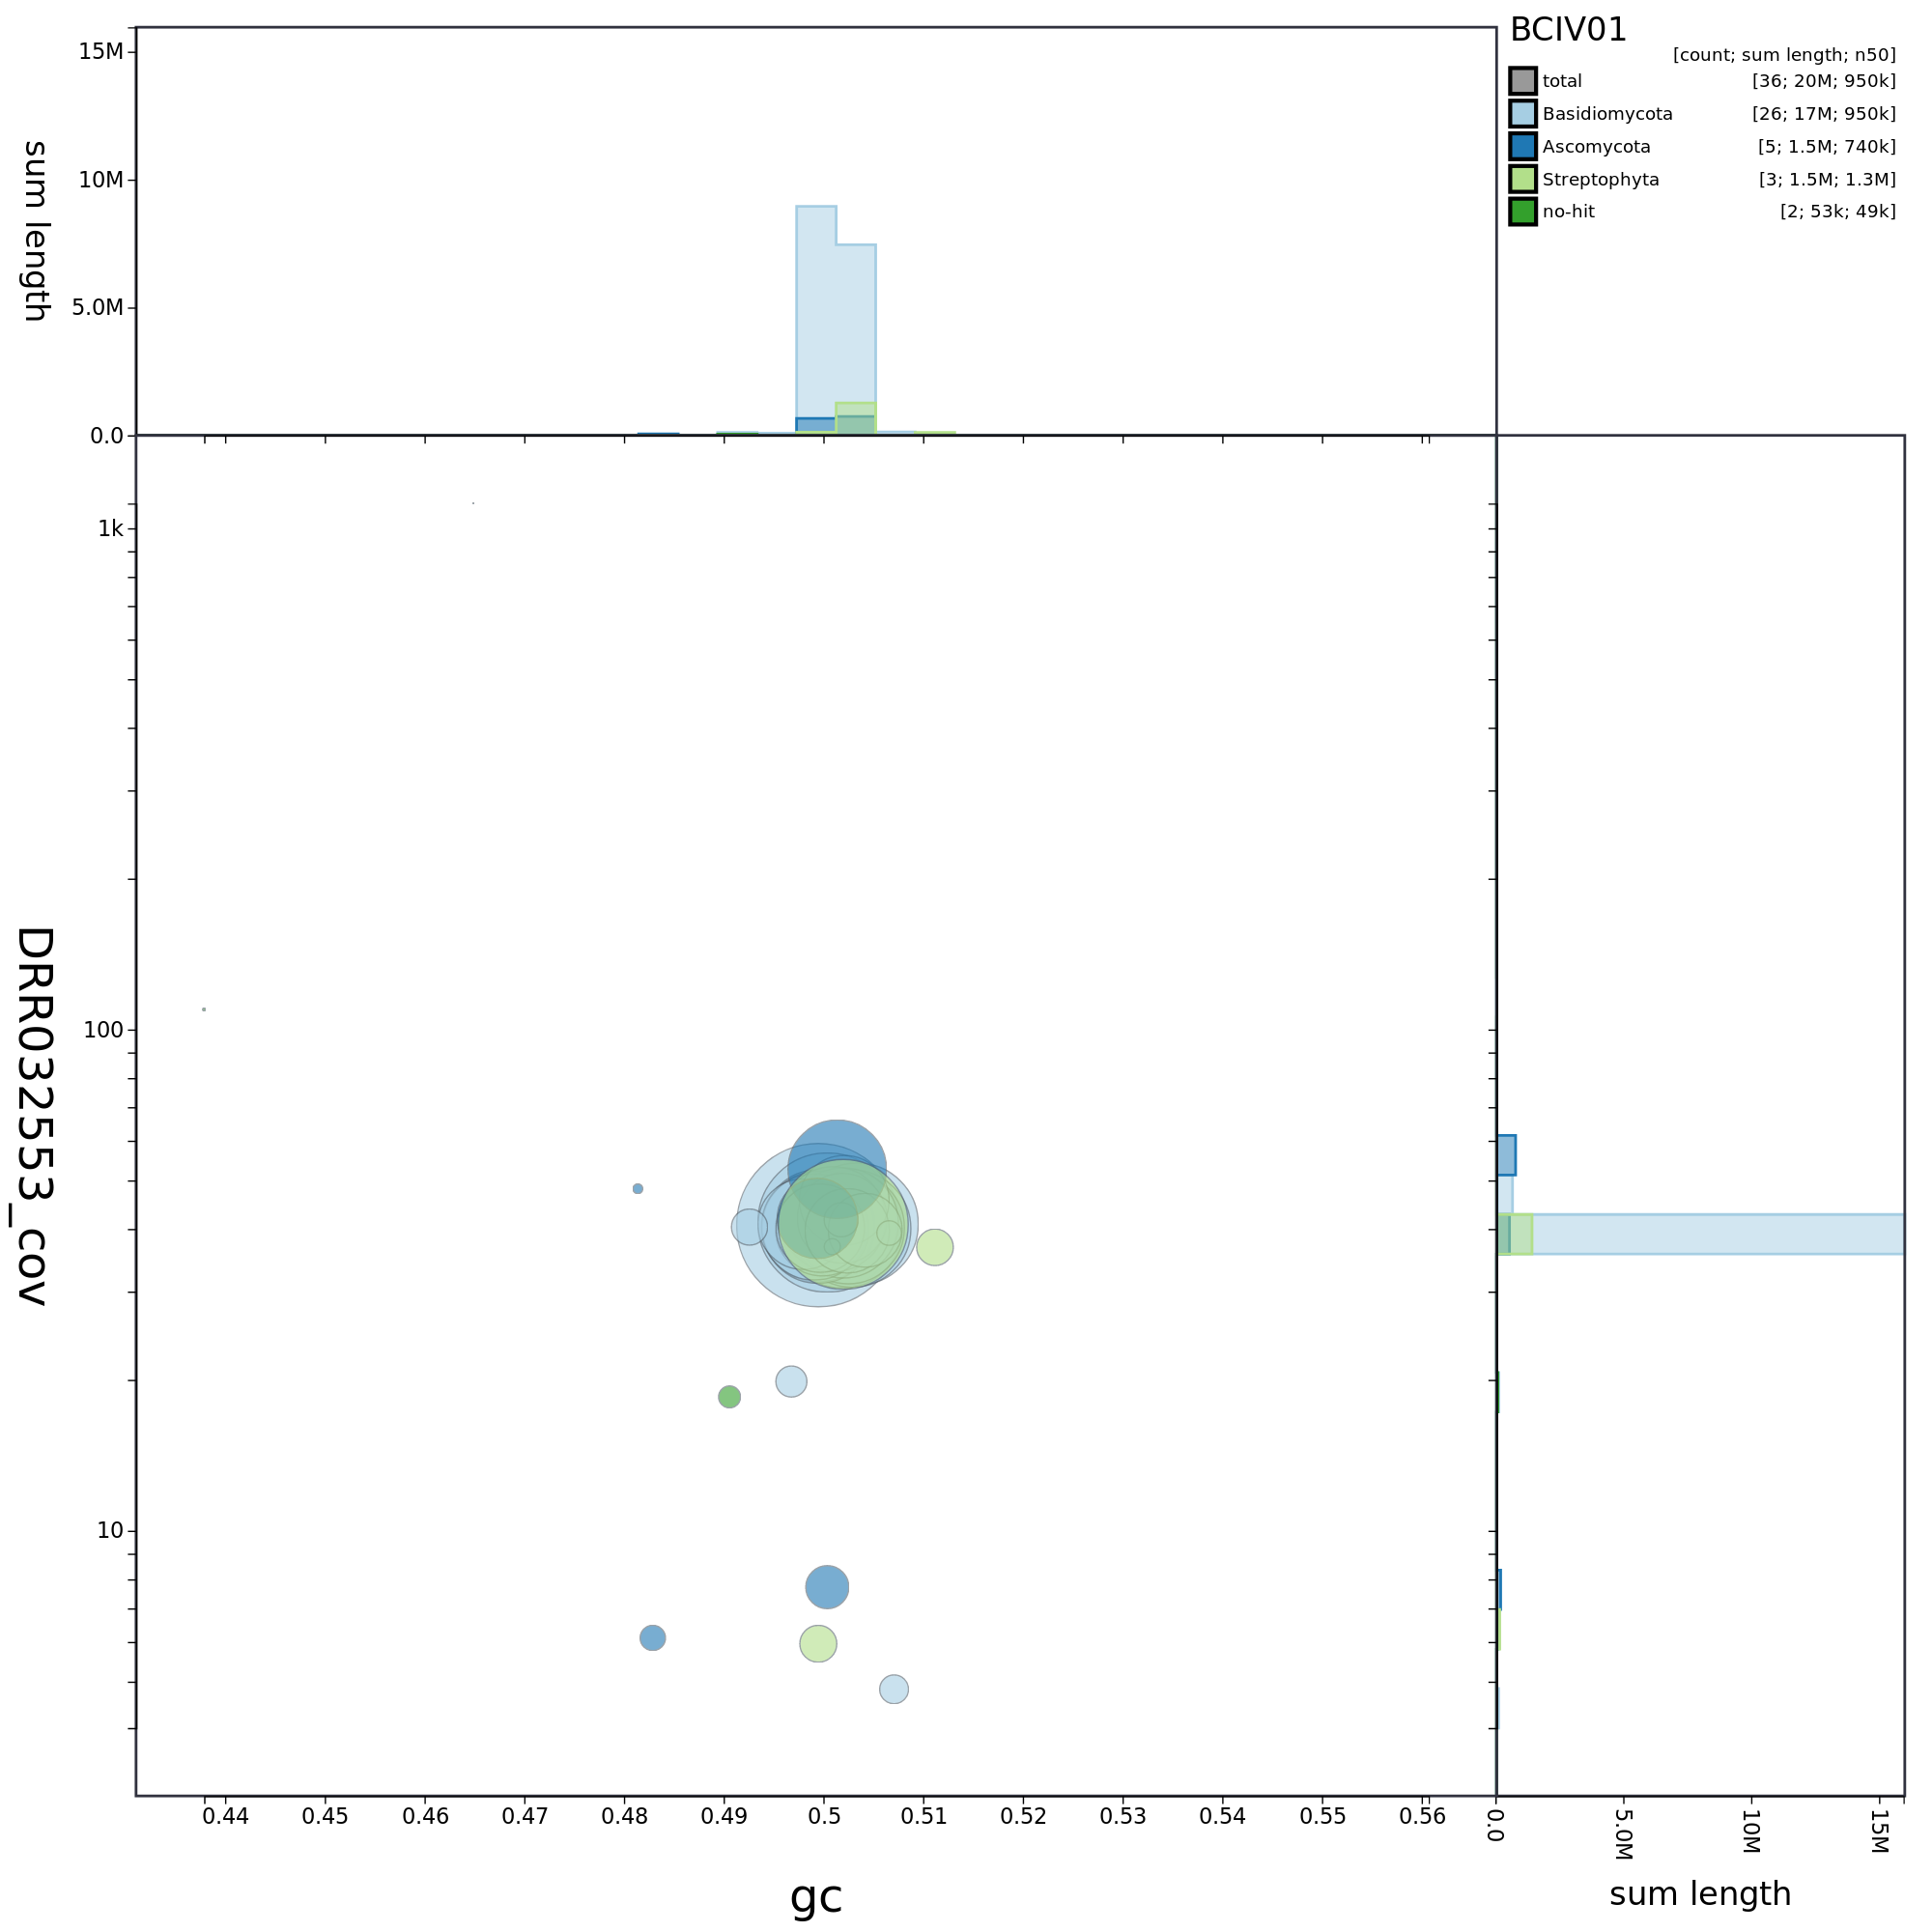 BCIV01
[count; sum length; n50]
total [36; 20M; 950k]
Basidiomycota [26; 17M; 950k]
Ascomycota [5; 1.5M; 740k]
Streptophyta [3; 1.5M; 1.3M]
no-hit [2; 53k; 49k]
sum length
15M
10M
5.0M
0.0
DRR032553_cov
1k
100
10
0.44 0.45 0.46 0.47 0.48 0.49 0.5 0.51 0.52 0.53 0.54 0.55 0.56
gc
0.0 5.0M 10M 15M
sum length